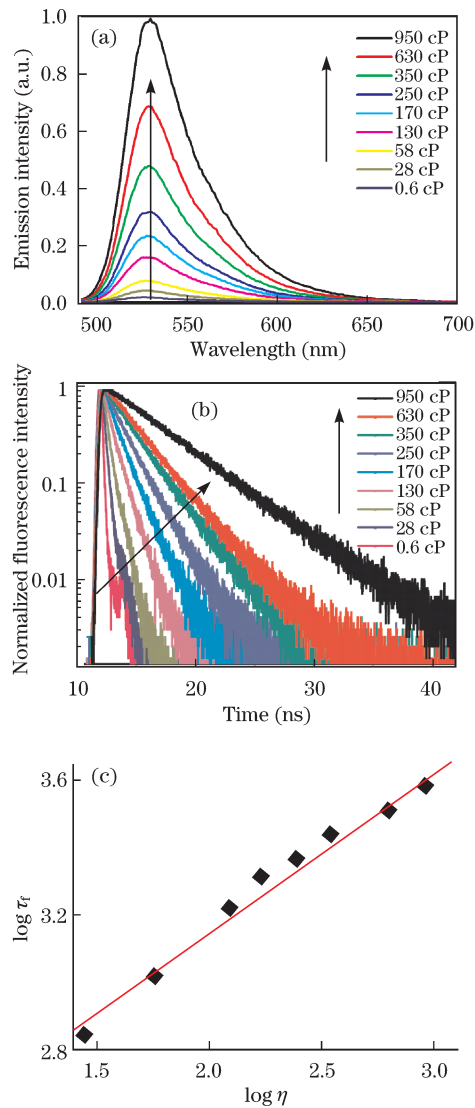 (a)
950 cP
630 cP
350 cP
250 cP
170 cP
130 cP
58 cP
28 cP
0.6 cP
Emission intensity (a.u.)
1.0
0.8
0.6
0.4
0.2
0.0
500 550 600 650 700
Wavelength (nm)
(b)
950 cP
630 cP
350 cP
250 cP
170 cP
130 cP
58 cP
28 cP
0.6 cP
Normalized fluorescence intensity
1
0.1
0.01
10 20 30 40
Time (ns)
(c)
log τf
3.6
3.2
2.8
1.5 2.0 2.5 3.0
log η